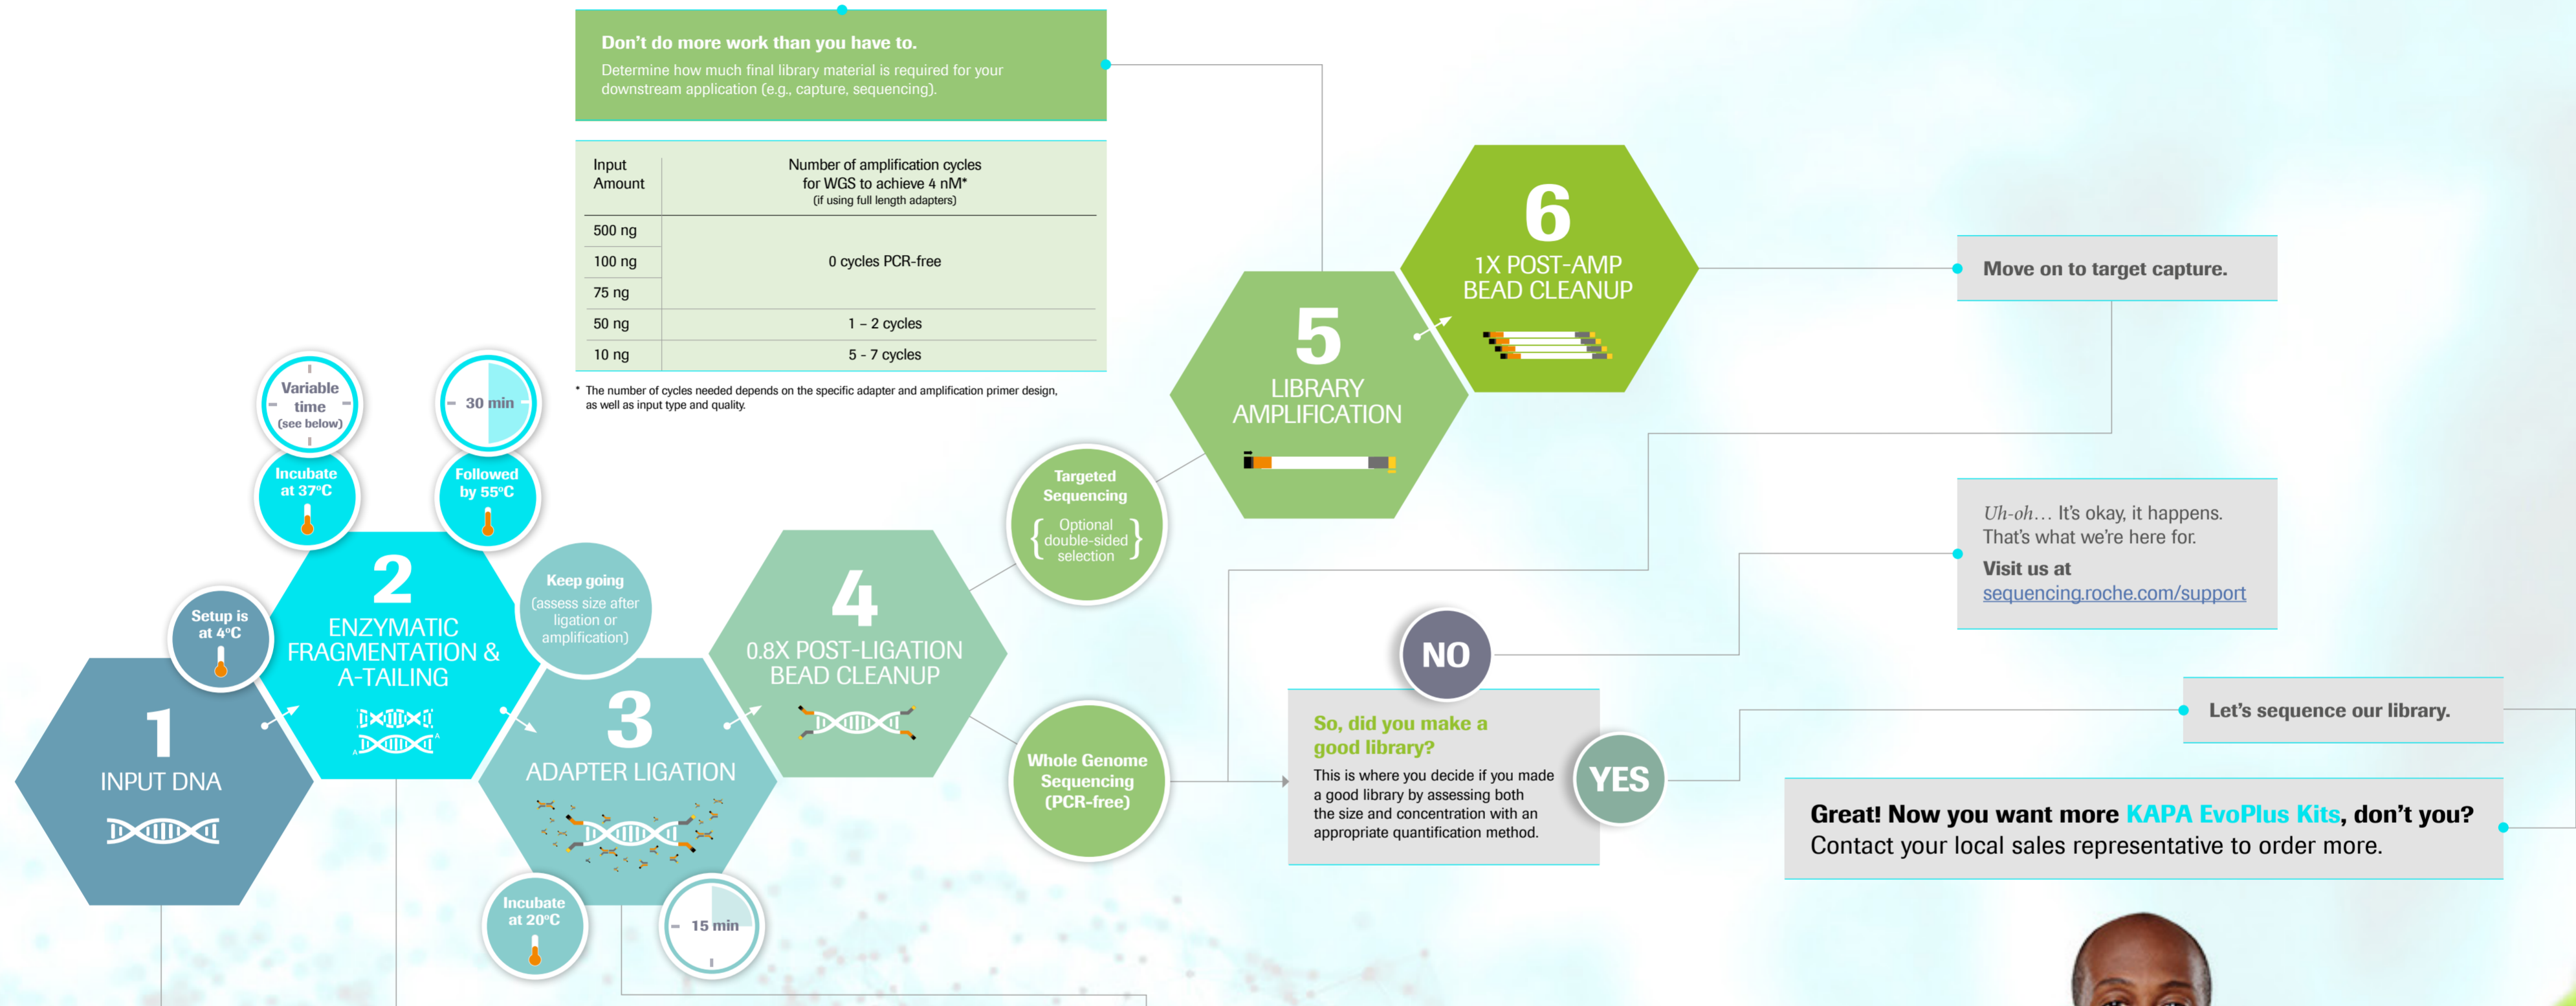 Don't do more work than you have to.
Determine how much final library material is required for your
downstream application (e.g., capture, sequencing).
Input
Amount
Number of amplification cycles
for WGS to achieve 4 nM*
(if using full length adapters)
500 ng
100 ng
0 cycles PCR-free
75 ng
50 ng
1 – 2 cycles
10 ng
5 - 7 cycles
* The number of cycles needed depends on the specific adapter and amplification primer design,
as well as input type and quality.
1
INPUT DNA
Setup is
at 4ºC
2
ENZYMATIC
FRAGMENTATION &
A-TAILING
A
A
Variable
time
(see below)
Incubate
at 37ºC
30 min
Followed
by 55ºC
Keep going
(assess size after
ligation or
amplification)
3
ADAPTER LIGATION
Incubate
at 20ºC
15 min
4
0.8X POST-LIGATION
BEAD CLEANUP
Targeted
Sequencing
{ Optional
double-sided
selection }
Whole Genome
Sequencing
(PCR-free)
5
LIBRARY
AMPLIFICATION
6
1X POST-AMP
BEAD CLEANUP
Move on to target capture.
Uh-oh… It's okay, it happens.
That's what we're here for.
Visit us at
sequencing.roche.com/support
NO
So, did you make a
good library?
This is where you decide if you made
a good library by assessing both
the size and concentration with an
appropriate quantification method.
YES
Let's sequence our library.
Great! Now you want more KAPA EvoPlus Kits, don't you?
Contact your local sales representative to order more.